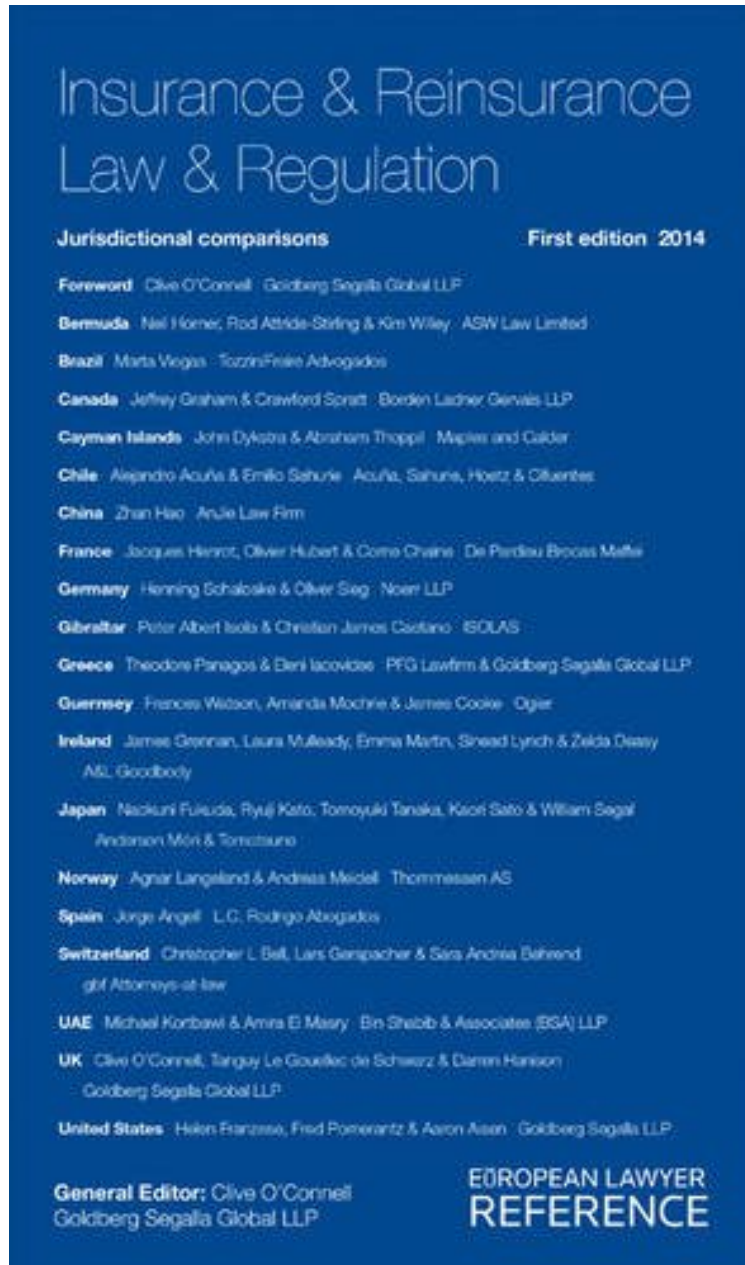 Insurance & Reinsurance
Law & Regulation
Jurisdictional comparisons First edition 2014
Foreword Clive O'Connell Goldberg Segalla Global LLP
Bermuda Neil Horner, Rod Attride-Stirling & Kim Willey ASW Law Limited
Brazil Marta Viegas TozziniFreire Advogados
Canada Jeffrey Graham & Crawford Spratt Borden Ladner Gervais LLP
Cayman Islands John Dykstra & Abraham Thoppil Maples and Calder
Chile Alejandro Acuña & Emilio Sahurie Acuña, Sahurie, Hoetz & Cifuentes
China Zhan Hao AnJie Law Firm
France Jacques Henrot, Olivier Hubert & Come Chaine De Pardieu Brocas Maffei
Germany Henning Schaloske & Oliver Sieg Noerr LLP
Gibraltar Peter Albert Isola & Christian James Caetano ISOLAS
Greece Theodore Panagos & Eleni Iacovides PFG Lawfirm & Goldberg Segalla Global LLP
Guernsey Frances Watson, Amanda Mochrie & James Cooke Ogier
Ireland James Grennan, Laura Mulleady, Emma Martin, Sinead Lynch & Zelda Deasy
A&L Goodbody
Japan Naokuni Fukuda, Ryuji Kato, Tomoyuki Tanaka, Kaori Sato & William Segal
Anderson Mōri & Tomotsune
Norway Agnar Langeland & Andreas Meidell Thommessen AS
Spain Jorge Angell L.C. Rodrigo Abogados
Switzerland Christopher L Bell, Lars Gerspacher & Sara Andrea Behrend
gbf Attorneys-at-law
UAE Michael Kortbawi & Amira El Masry Bin Shabib & Associates (BSA) LLP
UK Clive O'Connell, Tanguy Le Gouellec de Schwarz & Darren Harrison
Goldberg Segalla Global LLP
United States Helen Franzese, Fred Pomerantz & Aaron Aisen Goldberg Segalla LLP
General Editor: Clive O'Connell
Goldberg Segalla Global LLP
EUROPEAN LAWYER
REFERENCE